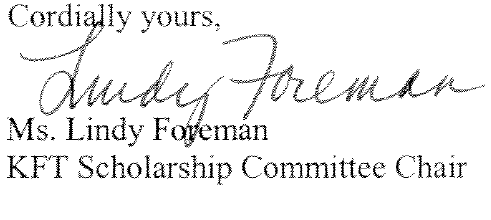 Cordially yours,
Lindy Foreman
Ms. Lindy Foreman
KFT Scholarship Committee Chair